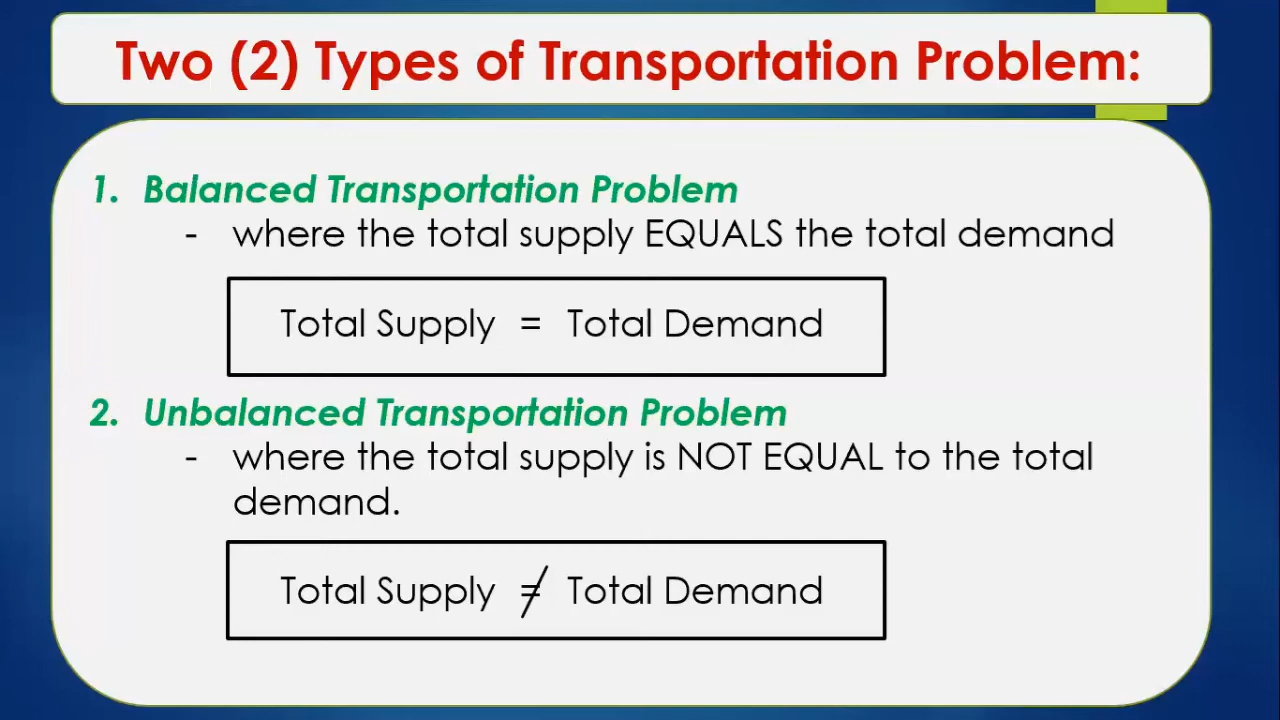 Two (2) Types of Transportation Problem:
1. Balanced Transportation Problem
- where the total supply EQUALS the total demand
Total Supply = Total Demand
2. Unbalanced Transportation Problem
- where the total supply is NOT EQUAL to the total
demand.
Total Supply ≠ Total Demand